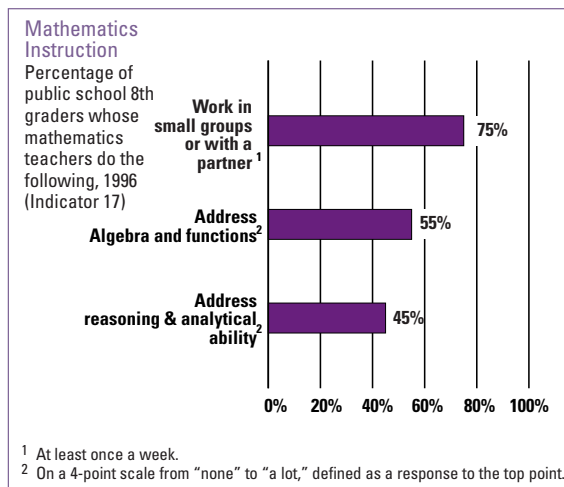 Mathematics
Instruction
Percentage of
public school 8th
graders whose
mathematics
teachers do the
following, 1996
(Indicator 17)
Work in
small groups
or with a
partner 1
75%
Address
Algebra and functions2
55%
Address
reasoning & analytical
ability2
45%
0% 20% 40% 60% 80% 100%
1 At least once a week.
2 On a 4-point scale from “none” to “a lot,” defined as a response to the top point.